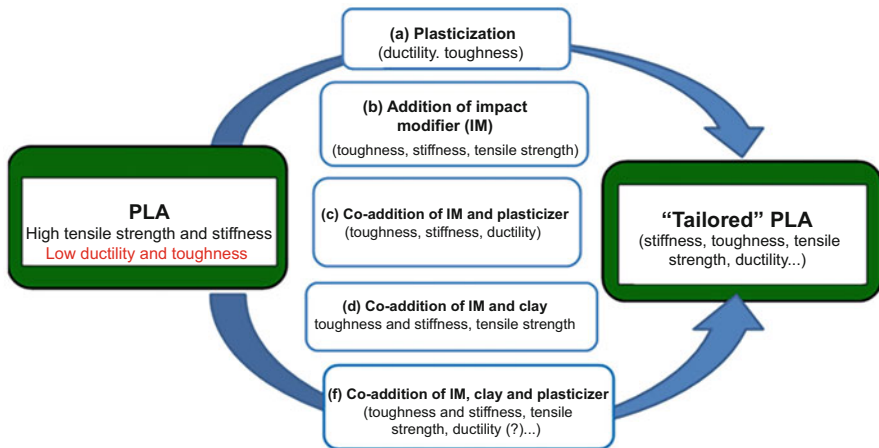 (a) Plasticization
(ductility. toughness)
(b) Addition of impact
modifier (IM)
(toughness, stiffness, tensile strength)
PLA
High tensile strength and stiffness
Low ductility and toughness
(c) Co-addition of IM and plasticizer
(toughness, stiffness, ductility)
“Tailored” PLA
(stiffness, toughness, tensile
strength, ductility...)
(d) Co-addition of IM and clay
toughness and stiffness, tensile strength
(f) Co-addition of IM, clay and plasticizer
(toughness and stiffness, tensile
strength, ductility (?)...)